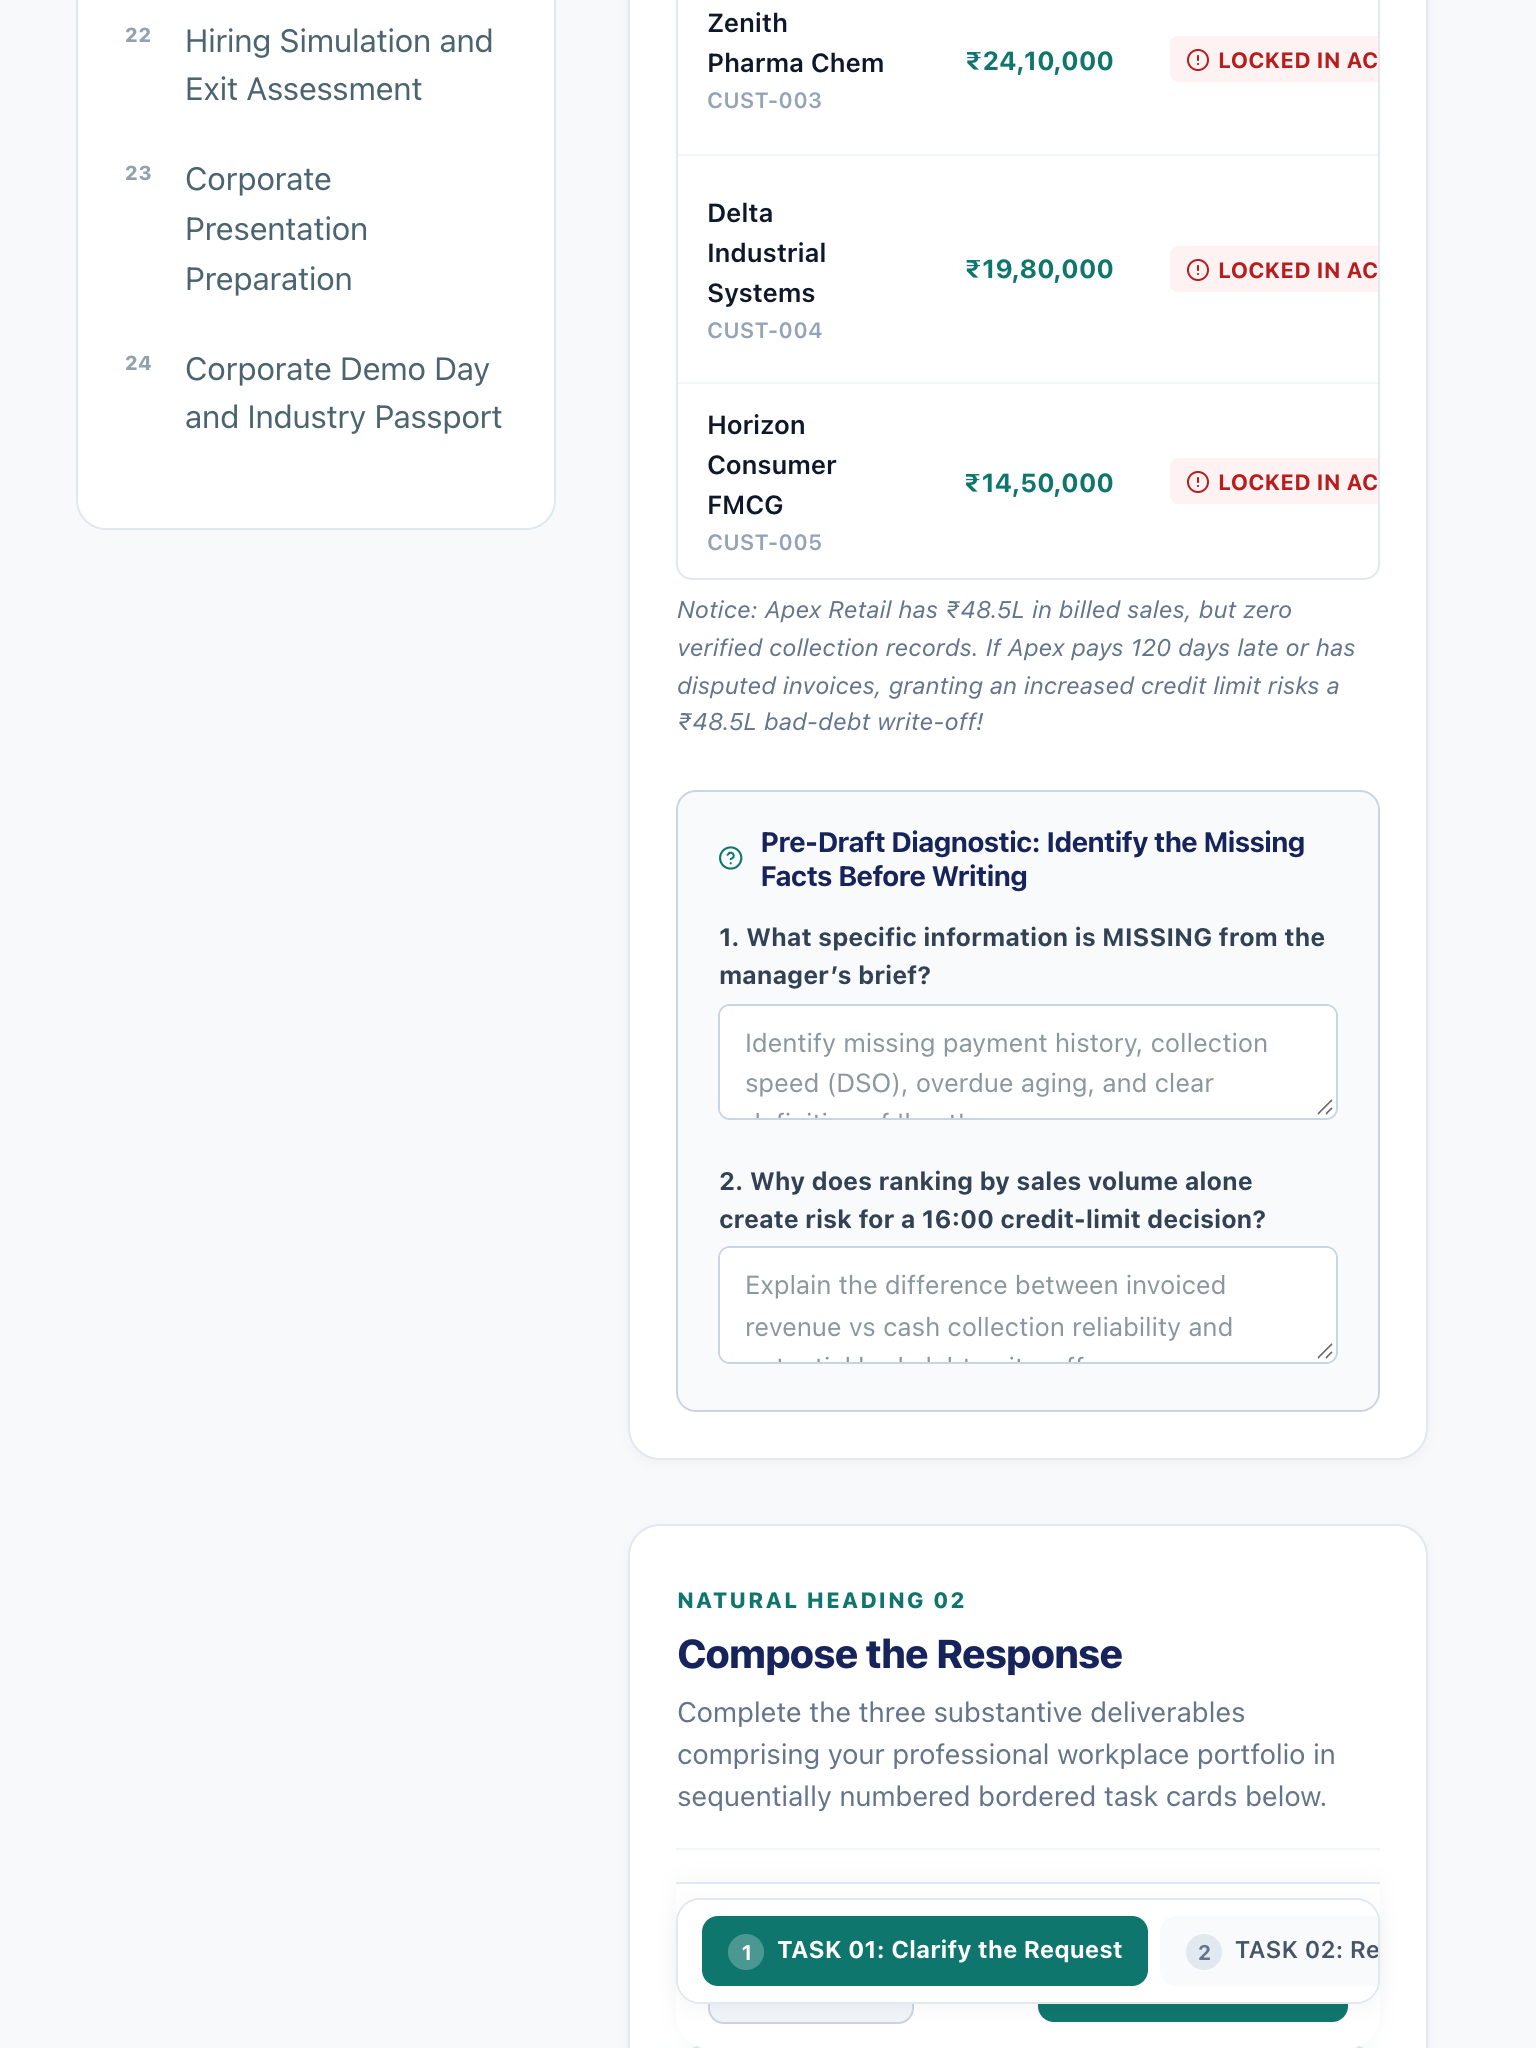 22
Hiring Simulation and
Exit Assessment
23
Corporate
Presentation
Preparation
24
Corporate Demo Day
and Industry Passport
Zenith
Pharma Chem
CUST-003
₹24,10,000
LOCKED IN AC
Delta
Industrial
Systems
CUST-004
₹19,80,000
LOCKED IN AC
Horizon
Consumer
FMCG
CUST-005
₹14,50,000
LOCKED IN AC
Notice: Apex Retail has ₹48.5L in billed sales, but zero
verified collection records. If Apex pays 120 days late or has
disputed invoices, granting an increased credit limit risks a
₹48.5L bad-debt write-off!
Pre-Draft Diagnostic: Identify the Missing
Facts Before Writing
1. What specific information is MISSING from the
manager’s brief?
Identify missing payment history, collection
speed (DSO), overdue aging, and clear
2. Why does ranking by sales volume alone
create risk for a 16:00 credit-limit decision?
Explain the difference between invoiced
revenue vs cash collection reliability and
NATURAL HEADING 02
Compose the Response
Complete the three substantive deliverables
comprising your professional workplace portfolio in
sequentially numbered bordered task cards below.
1 TASK 01: Clarify the Request
2 TASK 02: Re